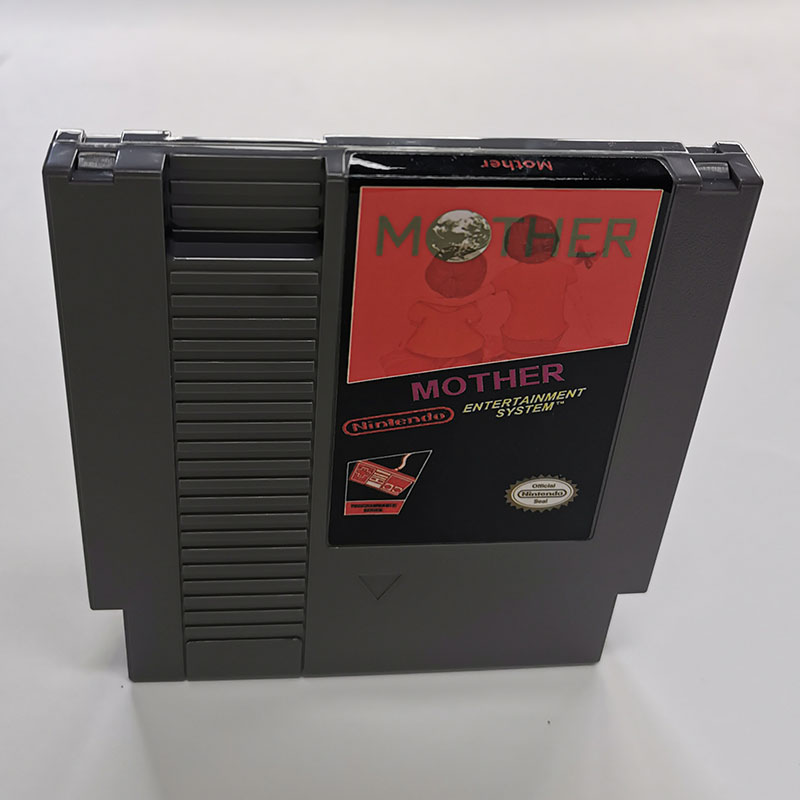 Mother
MOTHER
MOTHER
Nintendo
ENTERTAINMENT
SYSTEM™
Official
Nintendo
Seal